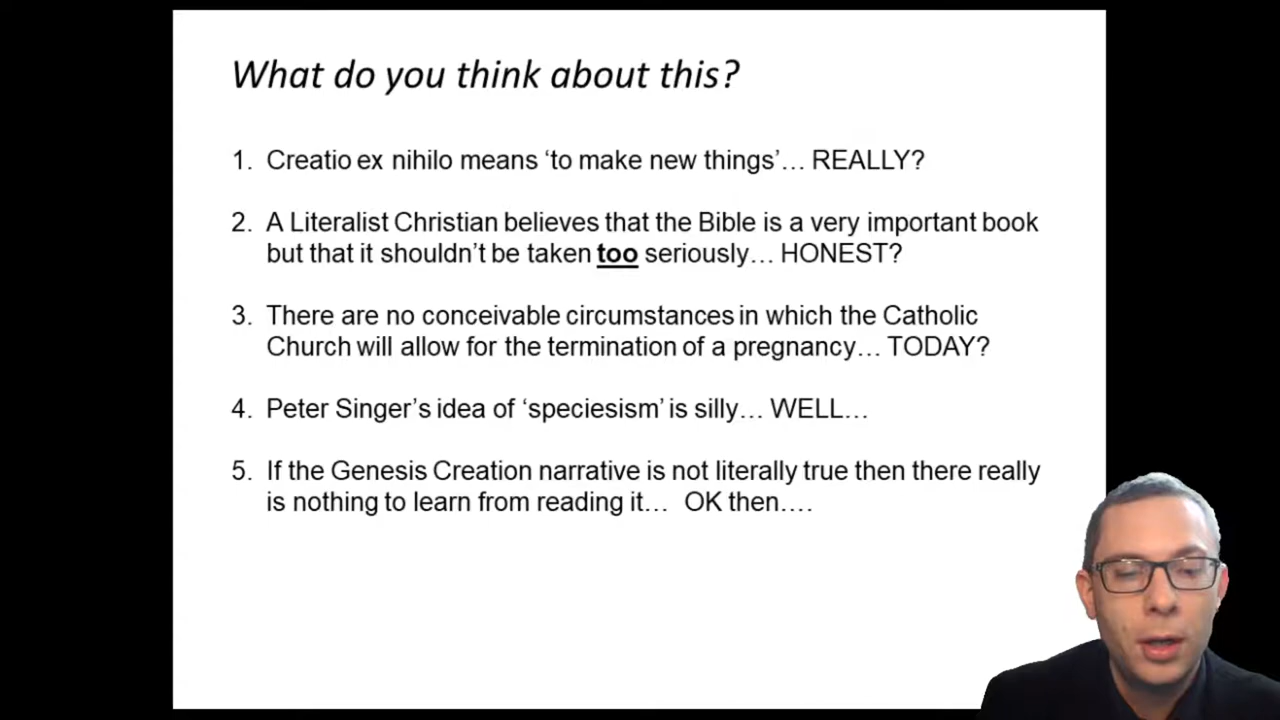 What do you think about this?
1. Creatio ex nihilo means ‘to make new things’… REALLY?
2. A Literalist Christian believes that the Bible is a very important book
but that it shouldn’t be taken too seriously… HONEST?
3. There are no conceivable circumstances in which the Catholic
Church will allow for the termination of a pregnancy… TODAY?
4. Peter Singer’s idea of ‘speciesism’ is silly… WELL…
5. If the Genesis Creation narrative is not literally true then there really
is nothing to learn from reading it… OK then….